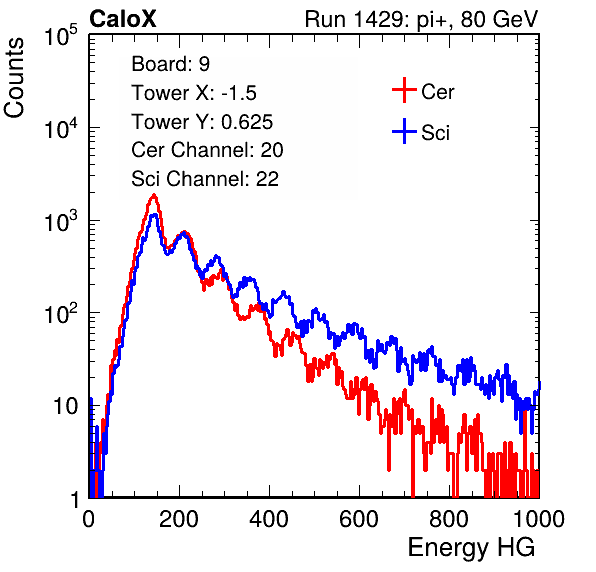 CaloX Run 1429: pi+, 80 GeV
Counts
10^5
10^4
10^3
10^2
10
1
Board: 9
Tower X: -1.5
Tower Y: 0.625
Cer Channel: 20
Sci Channel: 22
Cer
Sci
0 200 400 600 800 1000
Energy HG